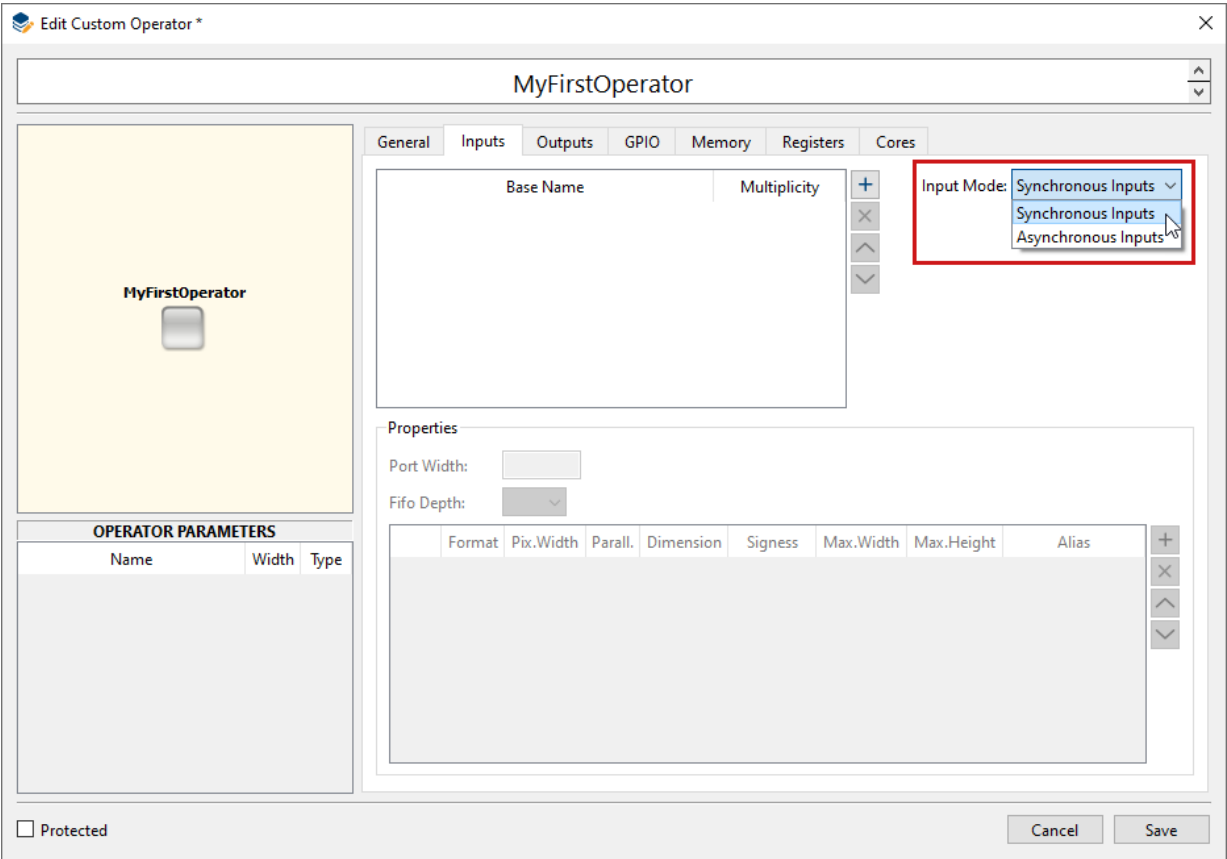 Edit Custom Operator *
MyFirstOperator
General Inputs Outputs GPIO Memory Registers Cores
Base Name Multiplicity
Input Mode: Synchronous Inputs
Synchronous Inputs
Asynchronous Inputs
MyFirstOperator
Properties
Port Width:
Fifo Depth:
Format Pix.Width Parall. Dimension Signess Max.Width Max.Height Alias
OPERATOR PARAMETERS
Name Width Type
Protected
Cancel Save